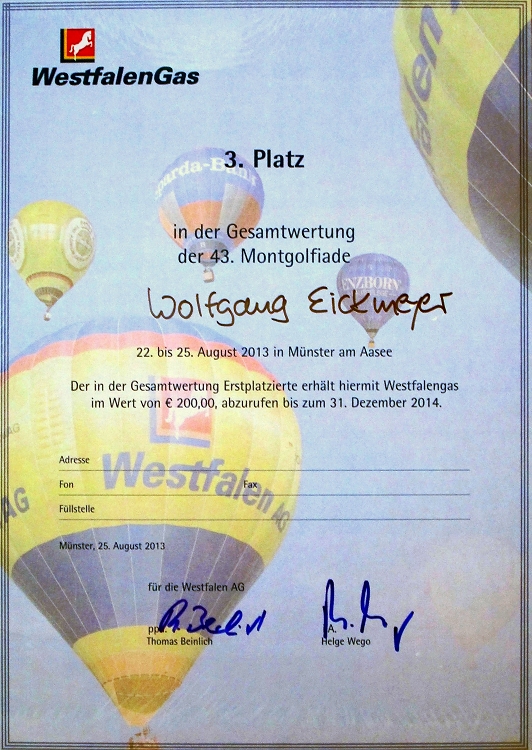 WestfalenGas
3. Platz
in der Gesamtwertung
der 43. Montgolfiade
Wolfgang Eickmeyer
22. bis 25. August 2013 in Münster am Aasee
Der in der Gesamtwertung Erstplatzierte erhält hiermit Westfalengas
im Wert von € 200,00, abzurufen bis zum 31. Dezember 2014.
Adresse
Fon Fax
Füllstelle
Münster, 25. August 2013
für die Westfalen AG
Thomas Beinlich Helge Wego
Westfalen AG
AG